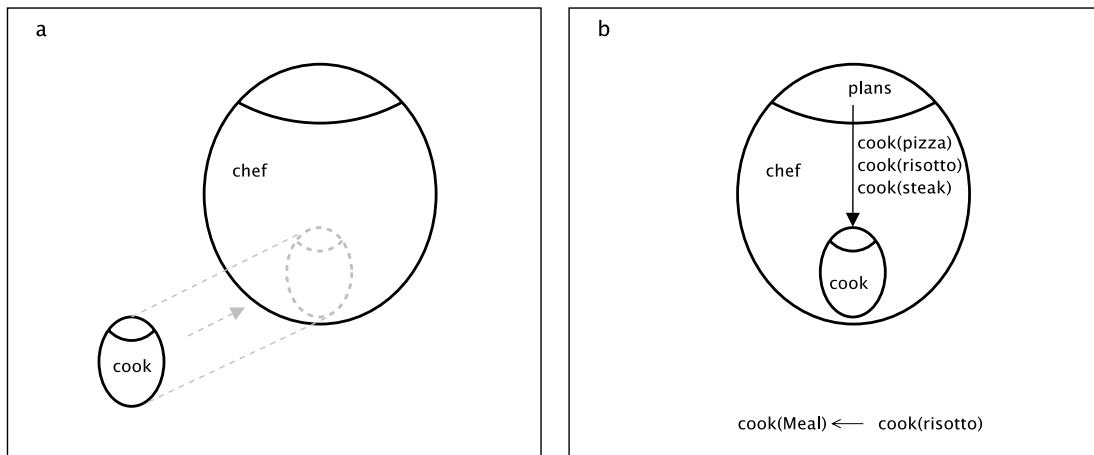 a
chef
cook
b
plans
cook(pizza)
cook(risotto)
cook(steak)
chef
cook
cook(Meal) ← cook(risotto)